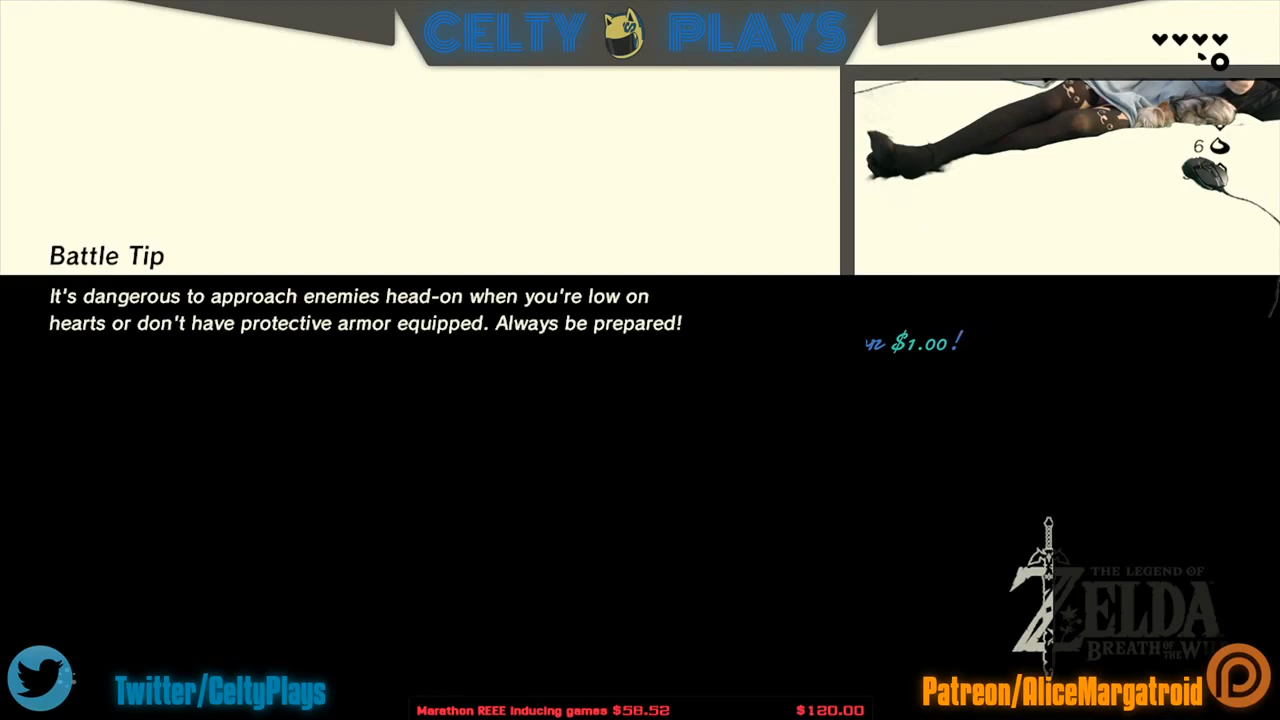 CELTY PLAYS
6
Battle Tip
It's dangerous to approach enemies head-on when you're low on
hearts or don't have protective armor equipped. Always be prepared!
$1.00!
THE LEGEND OF
ZELDA
BREATH OF THE WI
Twitter/CeltyPlays
Patreon/AliceMargatroid
Marathon REEE Inducing games $58.52 $120.00